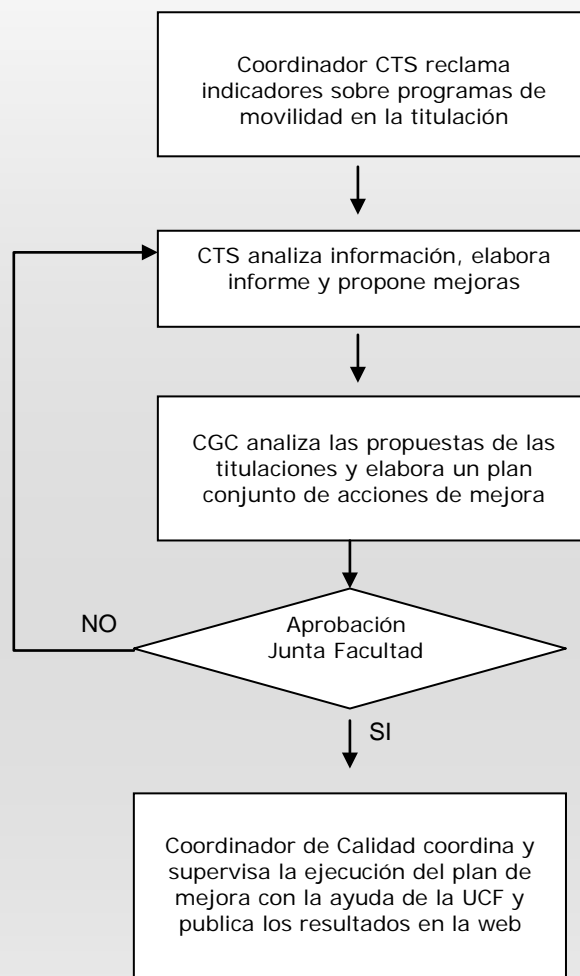 Coordinador CTS reclama
indicadores sobre programas de
movilidad en la titulación
CTS analiza información, elabora
informe y propone mejoras
CGC analiza las propuestas de las
titulaciones y elabora un plan
conjunto de acciones de mejora
NO
Aprobación
Junta Facultad
SI
Coordinador de Calidad coordina y
supervisa la ejecución del plan de
mejora con la ayuda de la UCF y
publica los resultados en la web